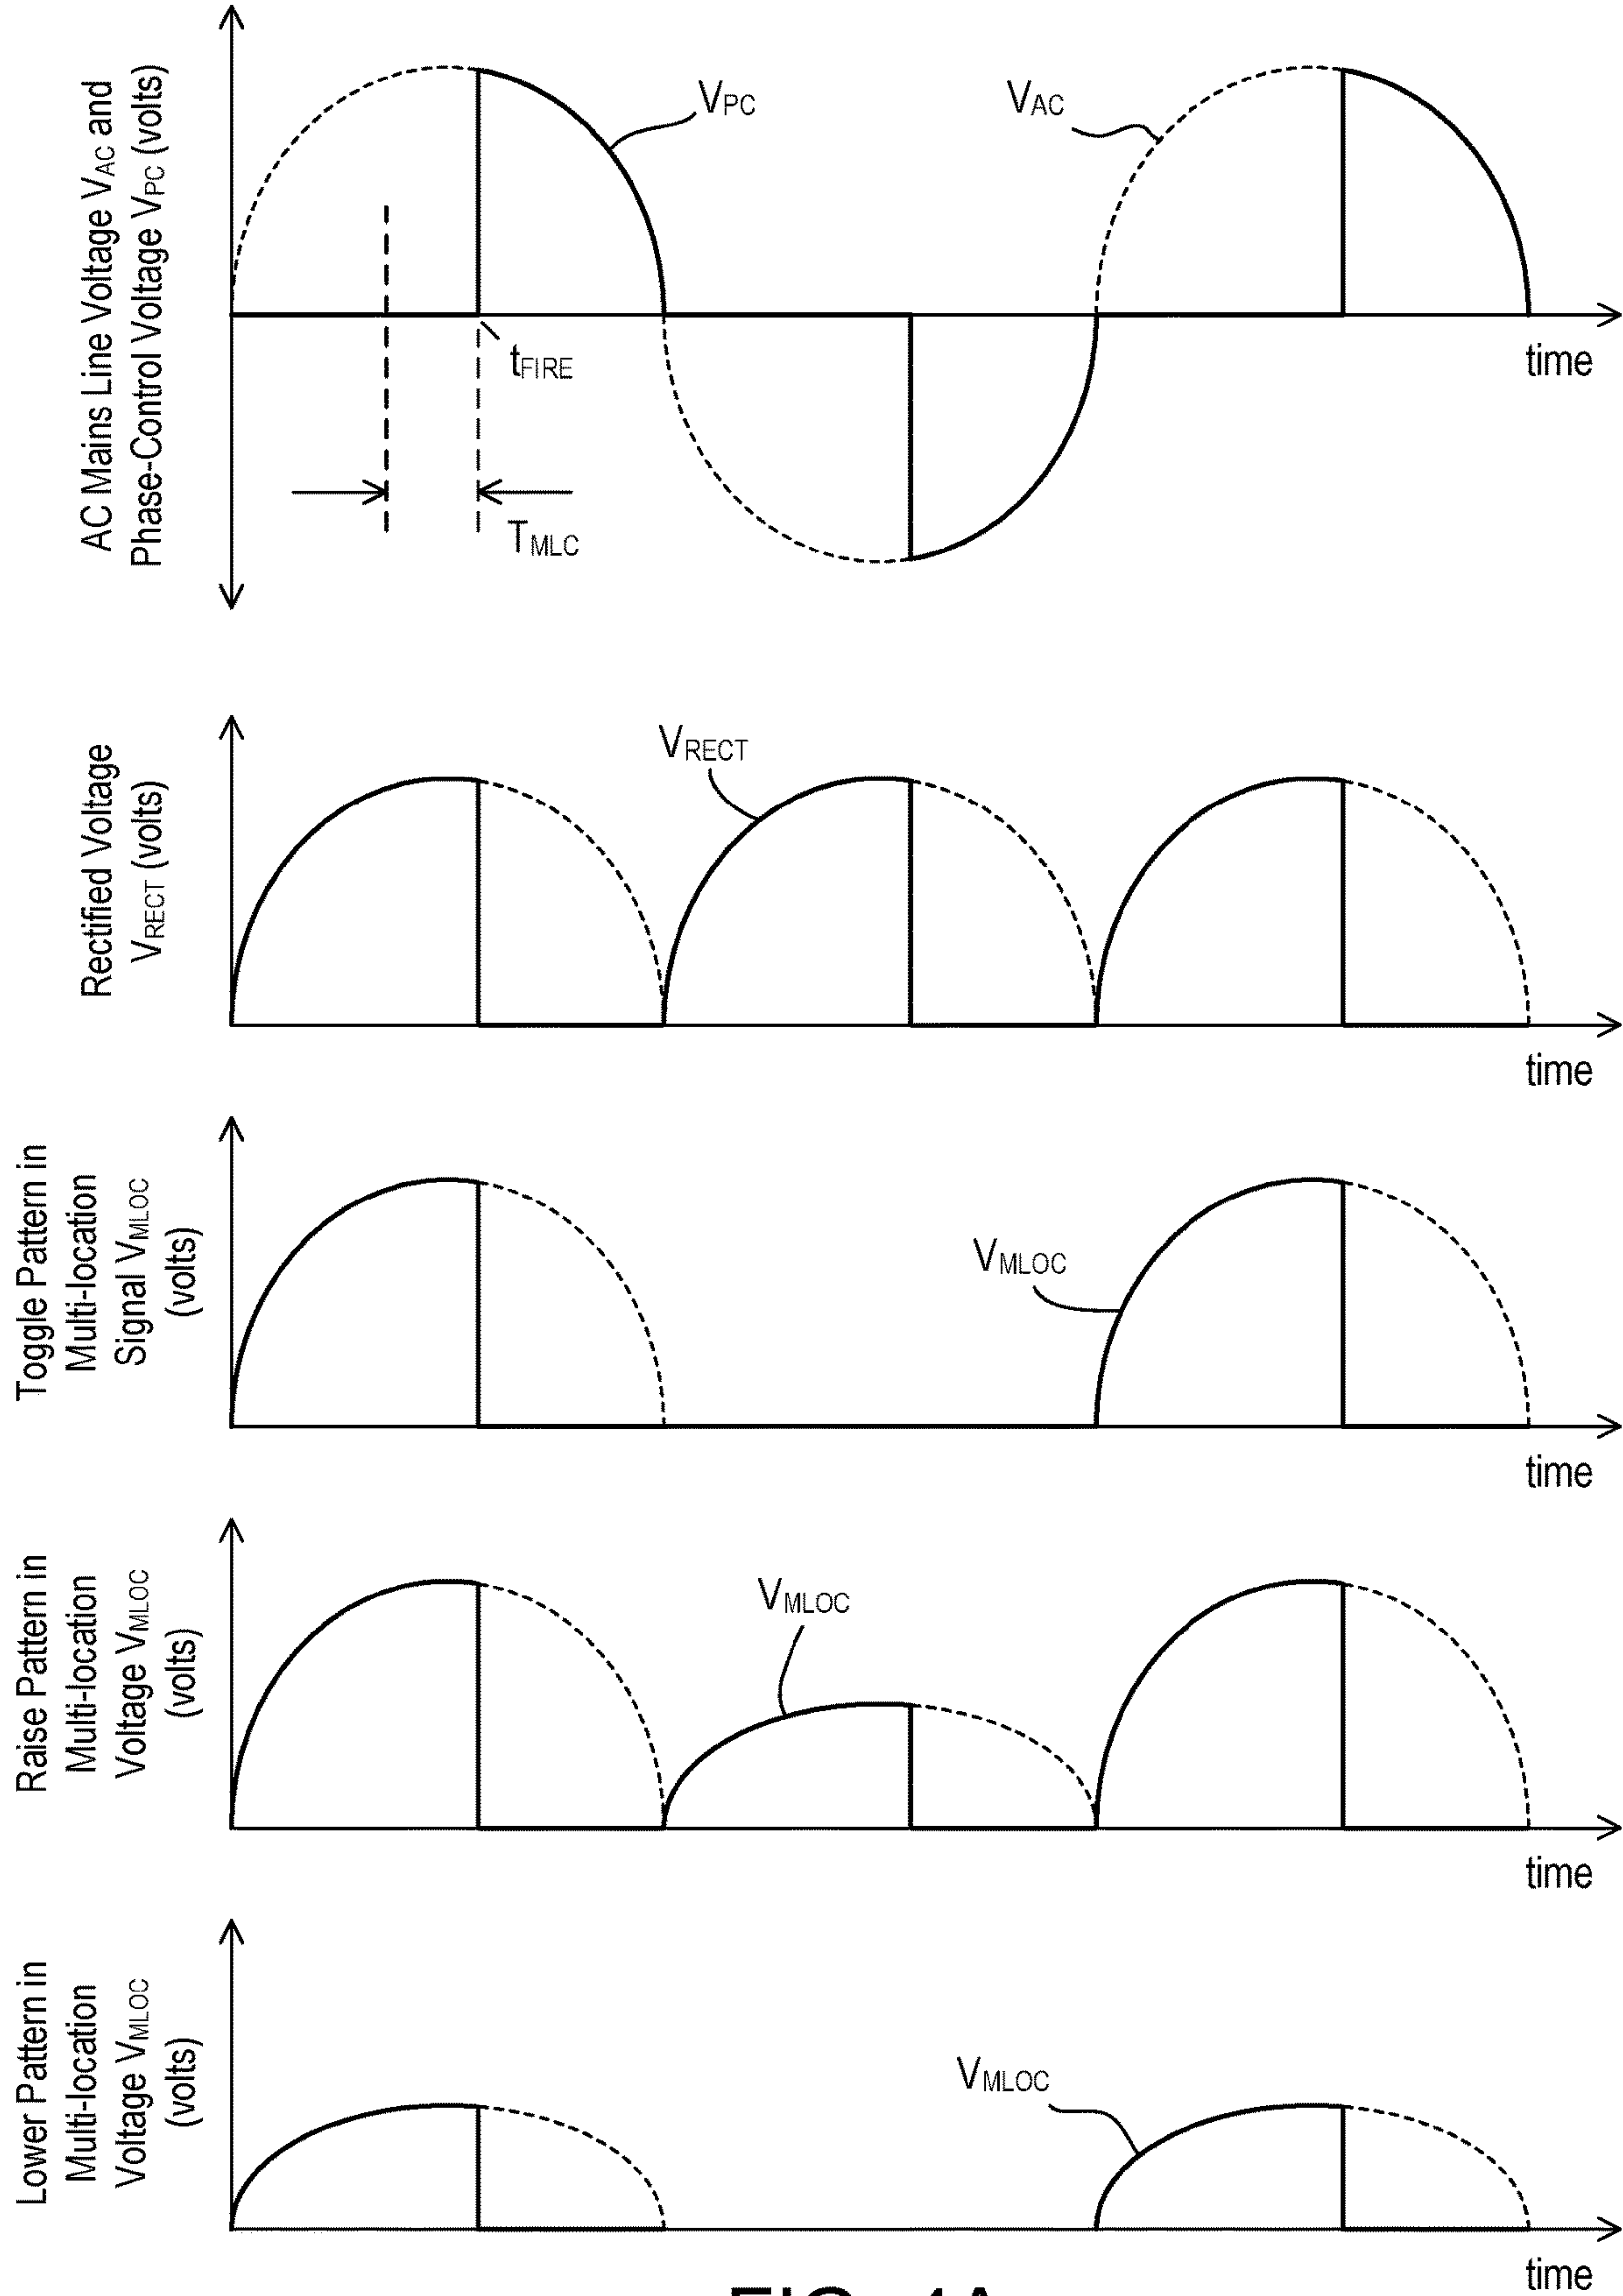 AC Mains Line Voltage VAC and
Phase-Control Voltage VPC (volts)
VPC
VAC
tFIRE
time
TMLC
Rectified Voltage
VRECT (volts)
VRECT
time
Toggle Pattern in
Multi-location
Signal VMLOC
(volts)
VMLOC
time
Raise Pattern in
Multi-location
Voltage VMLOC
(volts)
VMLOC
time
Lower Pattern in
Multi-location
Voltage VMLOC
(volts)
VMLOC
time